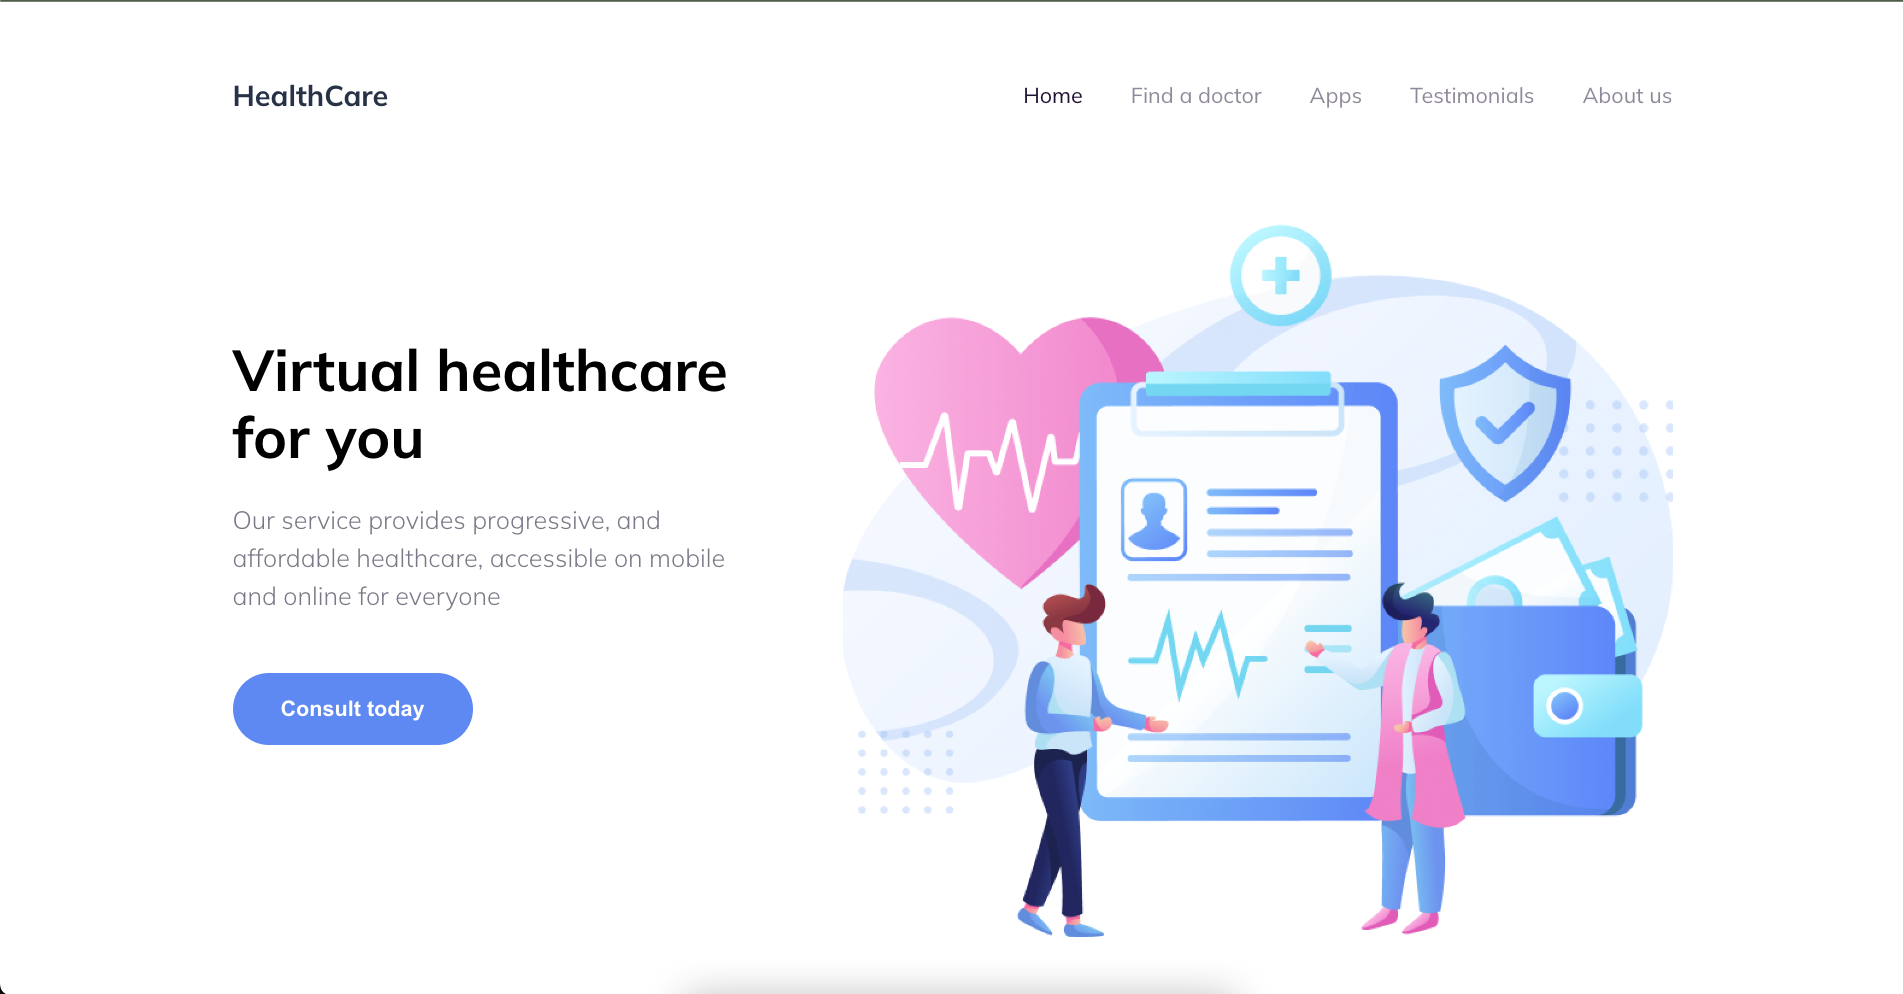 HealthCare
Home Find a doctor Apps Testimonials About us
Virtual healthcare
for you
Our service provides progressive, and
affordable healthcare, accessible on mobile
and online for everyone
Consult today